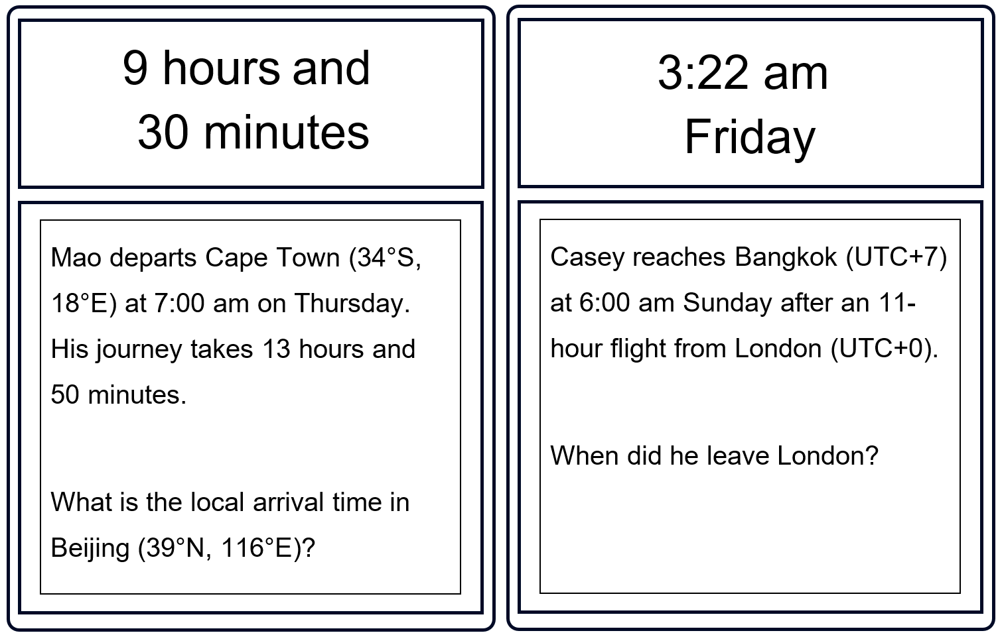 9 hours and
30 minutes
Mao departs Cape Town (34°S,
18°E) at 7:00 am on Thursday.
His journey takes 13 hours and
50 minutes.
What is the local arrival time in
Beijing (39°N, 116°E)?
3:22 am
Friday
Casey reaches Bangkok (UTC+7)
at 6:00 am Sunday after an 11-
hour flight from London (UTC+0).
When did he leave London?